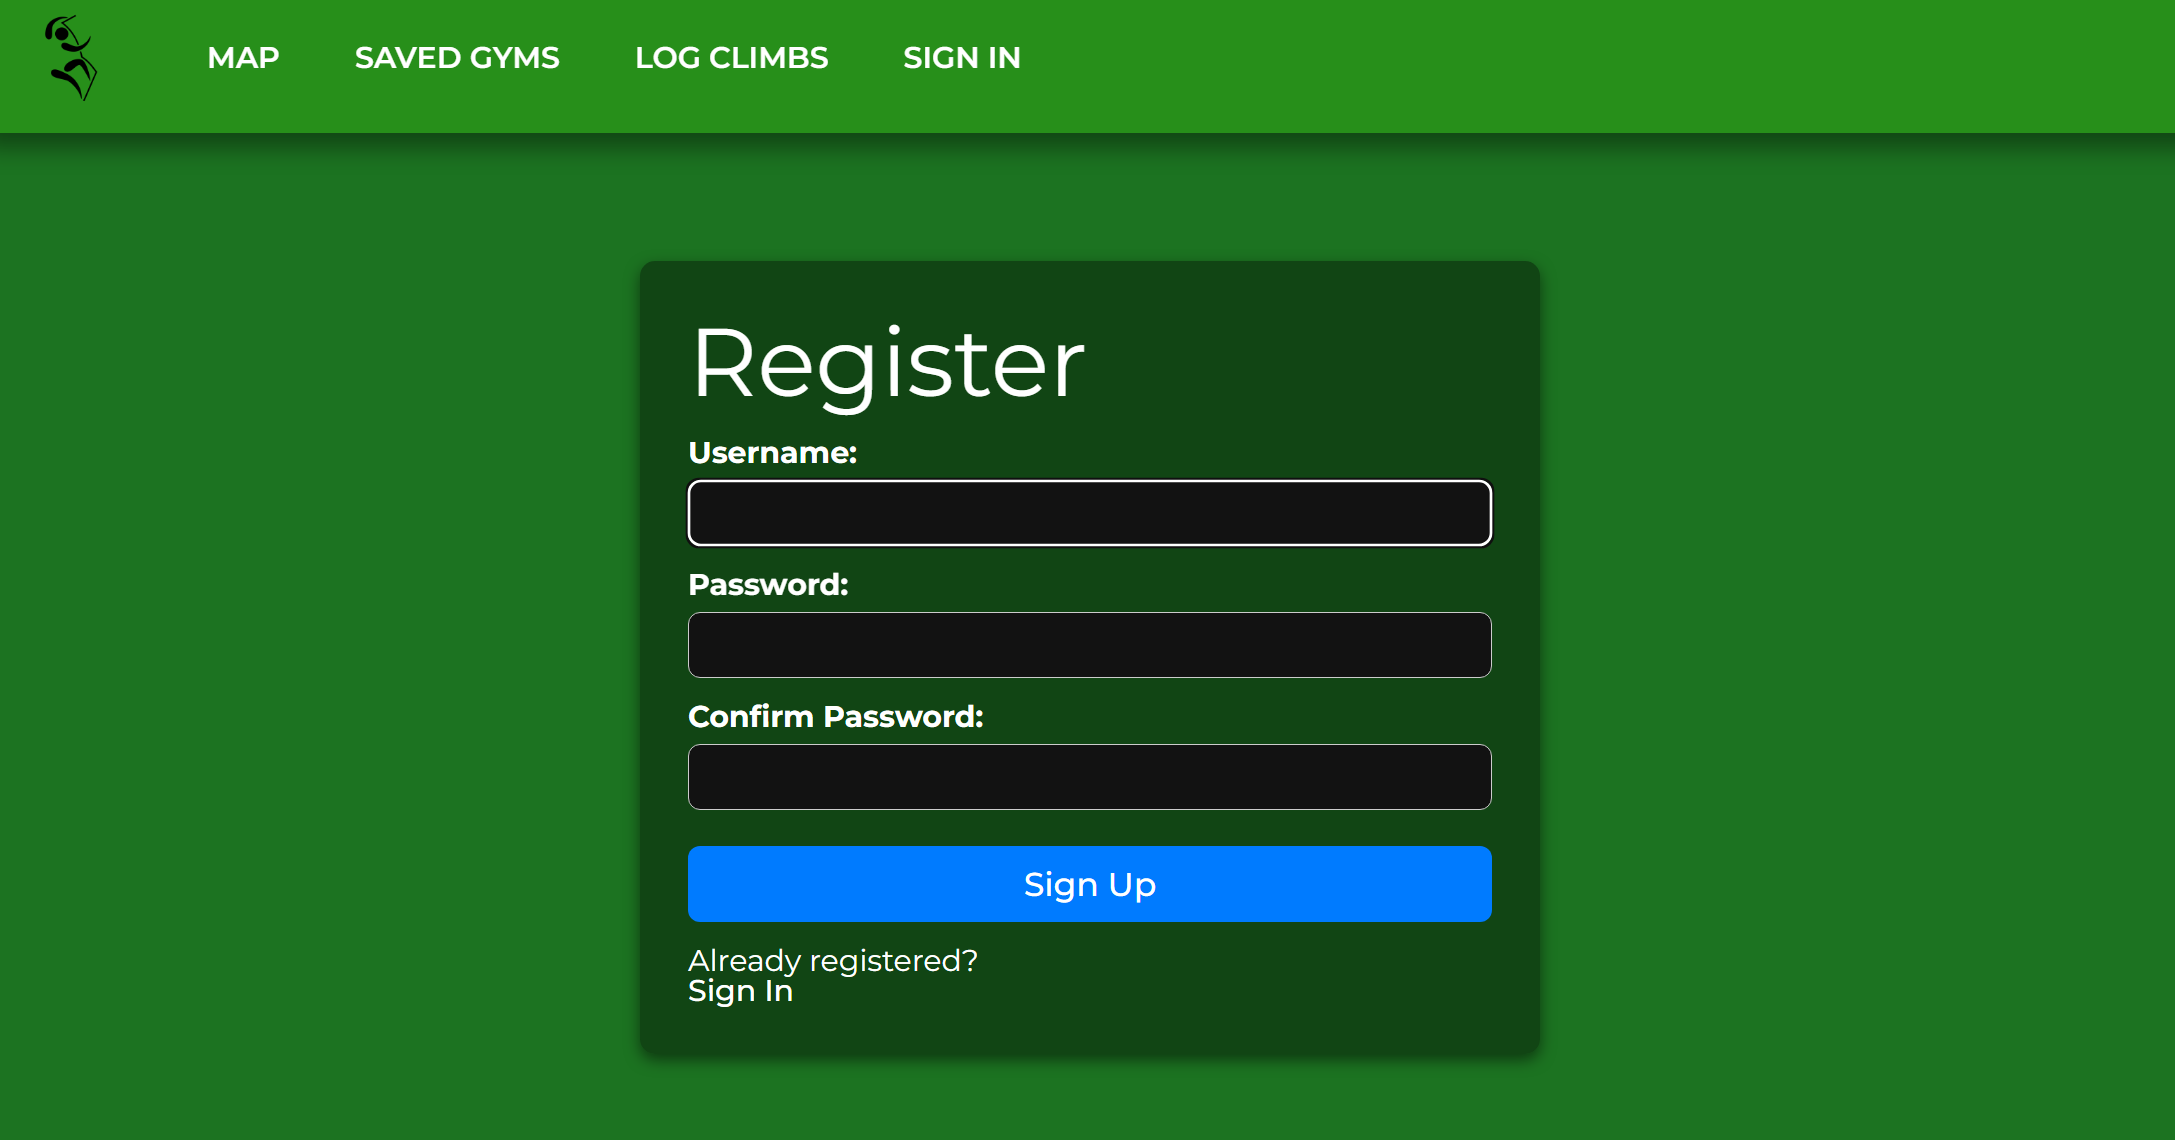 MAP SAVED GYMS LOG CLIMBS SIGN IN
Register
Username:
Password:
Confirm Password:
Sign Up
Already registered?
Sign In